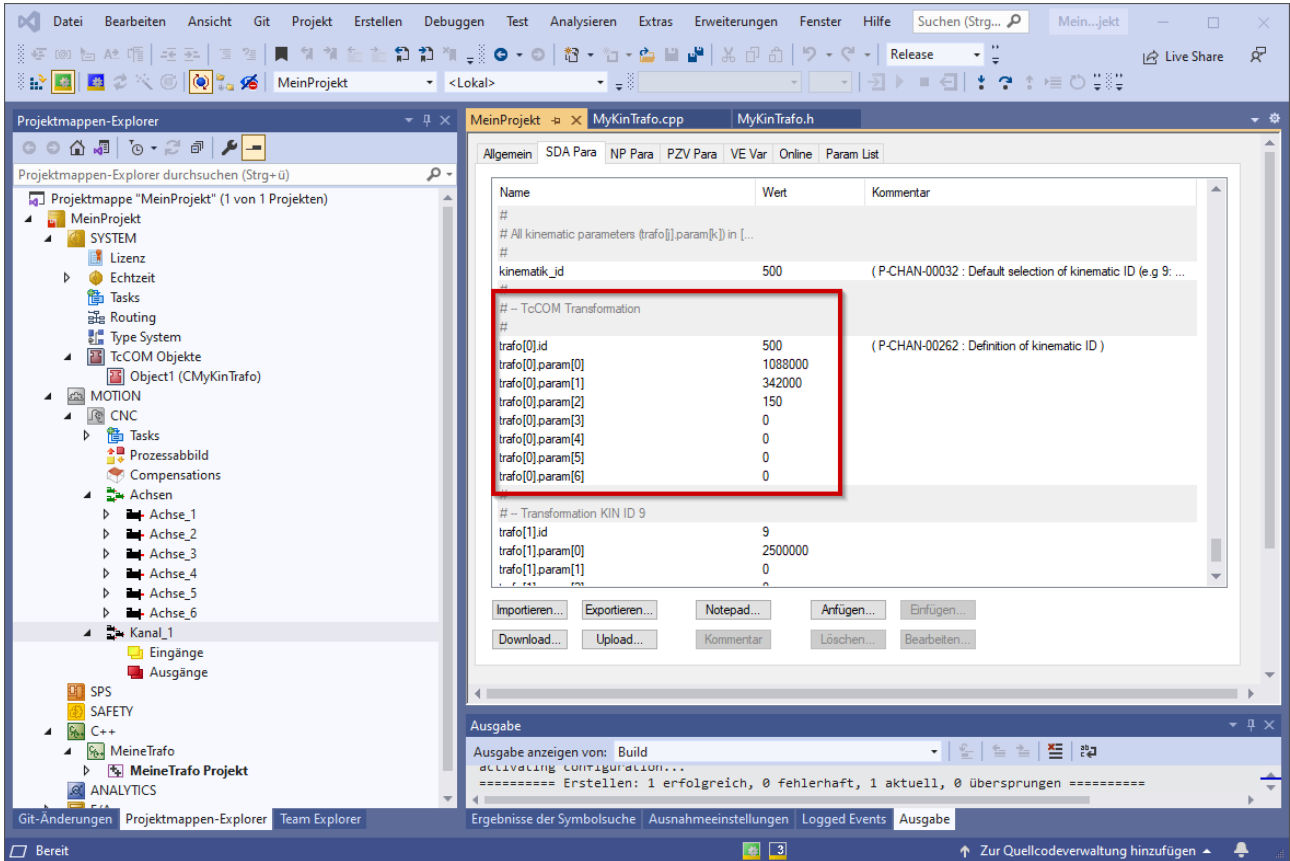 Datei Bearbeiten Ansicht Git Projekt Erstellen Debuggen Test Analysieren Extras Erweiterungen Fenster Hilfe Suchen (Strg... Mein...jekt
Release Live Share
MeinProjekt <Lokal>
Projektmappen-Explorer
Projektmappen-Explorer durchsuchen (Strg+ü)
Projektmappe "MeinProjekt" (1 von 1 Projekten)
MeinProjekt
SYSTEM
Lizenz
Echtzeit
Tasks
Routing
Type System
TcCOM Objekte
Object1 (CMyKinTrafo)
MOTION
CNC
Tasks
Prozessabbild
Compensations
Achsen
Achse_1
Achse_2
Achse_3
Achse_4
Achse_5
Achse_6
Kanal_1
Eingänge
Ausgänge
SPS
SAFETY
C++
MeineTrafo
MeineTrafo Projekt
ANALYTICS
Git-Änderungen Projektmappen-Explorer Team Explorer
MeinProjekt MyKinTrafo.cpp MyKinTrafo.h
Allgemein SDA Para NP Para PZV Para VE Var Online Param List
Name Wert Kommentar
#
# All kinematic parameters (trafo[j].param[k]) in [...
#
kinematik_id 500 ( P-CHAN-00032 : Default selection of kinematic ID (e.g 9: ...
#
# -- TcCOM Transformation
#
trafo[0].id 500 ( P-CHAN-00262 : Definition of kinematic ID )
trafo[0].param[0] 1088000
trafo[0].param[1] 342000
trafo[0].param[2] 150
trafo[0].param[3] 0
trafo[0].param[4] 0
trafo[0].param[5] 0
trafo[0].param[6] 0
#
# -- Transformation KIN ID 9
trafo[1].id 9
trafo[1].param[0] 2500000
trafo[1].param[1] 0
Importieren... Exportieren... Notepad... Anfügen... Einfügen...
Download... Upload... Kommentar Löschen... Bearbeiten...
Ausgabe
Ausgabe anzeigen von: Build
activating configuration...
========== Erstellen: 1 erfolgreich, 0 fehlerhaft, 1 aktuell, 0 übersprungen ==========
Ergebnisse der Symbolsuche Ausnahmeeinstellungen Logged Events Ausgabe
Bereit 3 Zur Quellcodeverwaltung hinzufügen